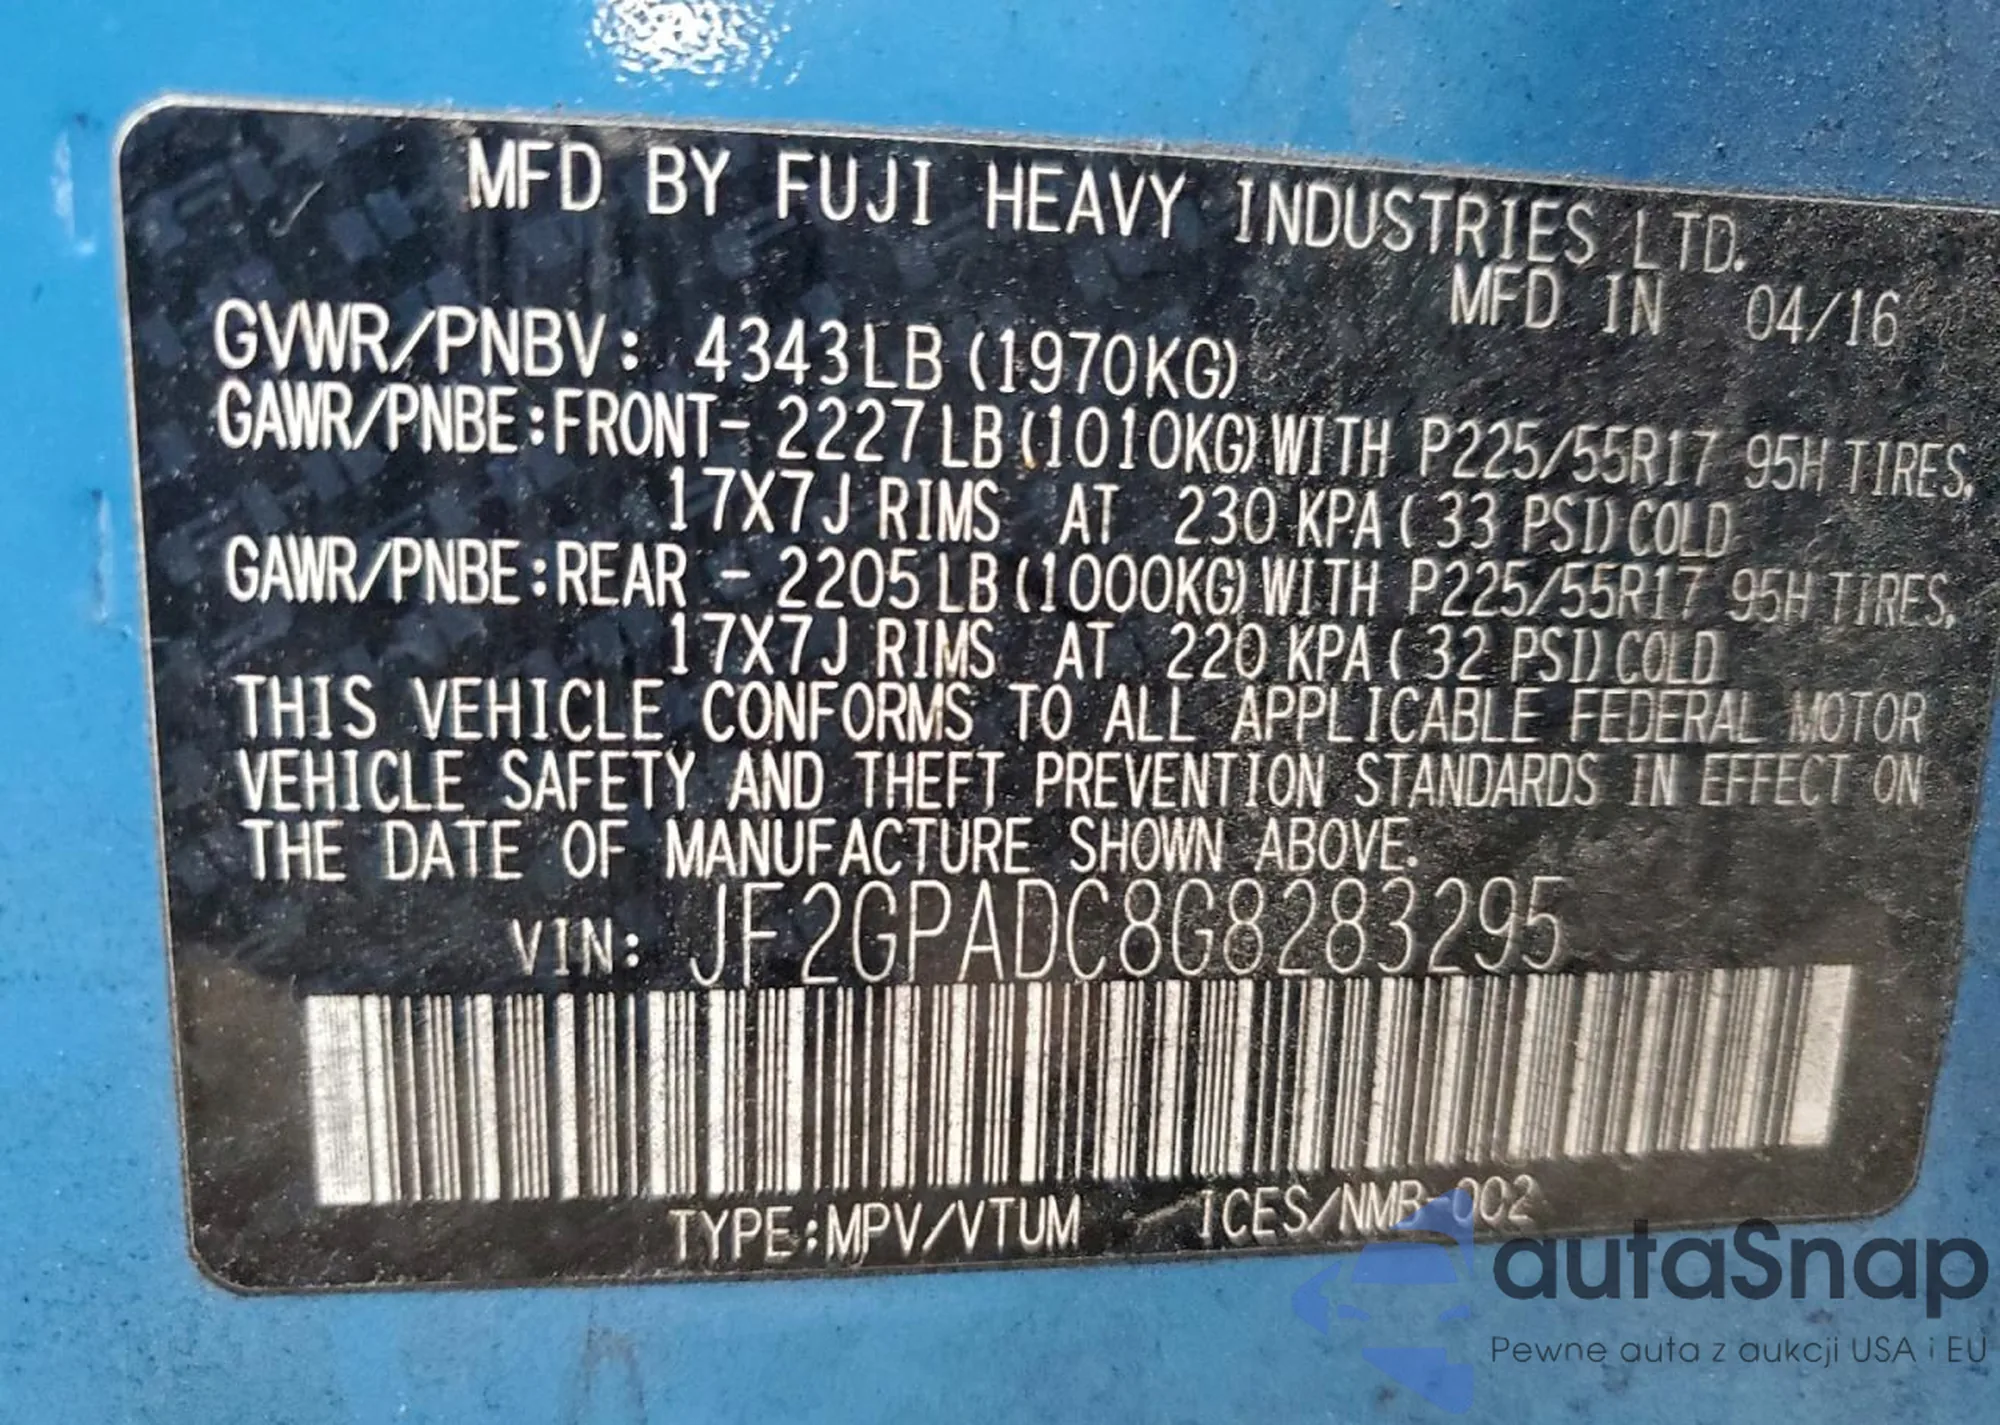 MFD BY FUJI HEAVY INDUSTRIES LTD.
MFD IN 04/16
GVWR/PNBV: 4343LB (1970KG)
GAWR/PNBE:FRONT- 2227LB(1010KG)WITH P225/55R17 95H TIRES,
17X7J RIMS AT 230 KPA( 33 PSI)COLD
GAWR/PNBE:REAR - 2205LB(1000KG)WITH P225/55R17 95H TIRES,
17X7J RIMS AT 220 KPA( 32 PSI)COLD
THIS VEHICLE CONFORMS TO ALL APPLICABLE FEDERAL MOTOR
VEHICLE SAFETY AND THEFT PREVENTION STANDARDS IN EFFECT ON
THE DATE OF MANUFACTURE SHOWN ABOVE.
VIN: JF2GPADC8G8283295
TYPE:MPV/VTUM ICES/NMB-002
autaSnap
Pewne auta z aukcji USA i EU